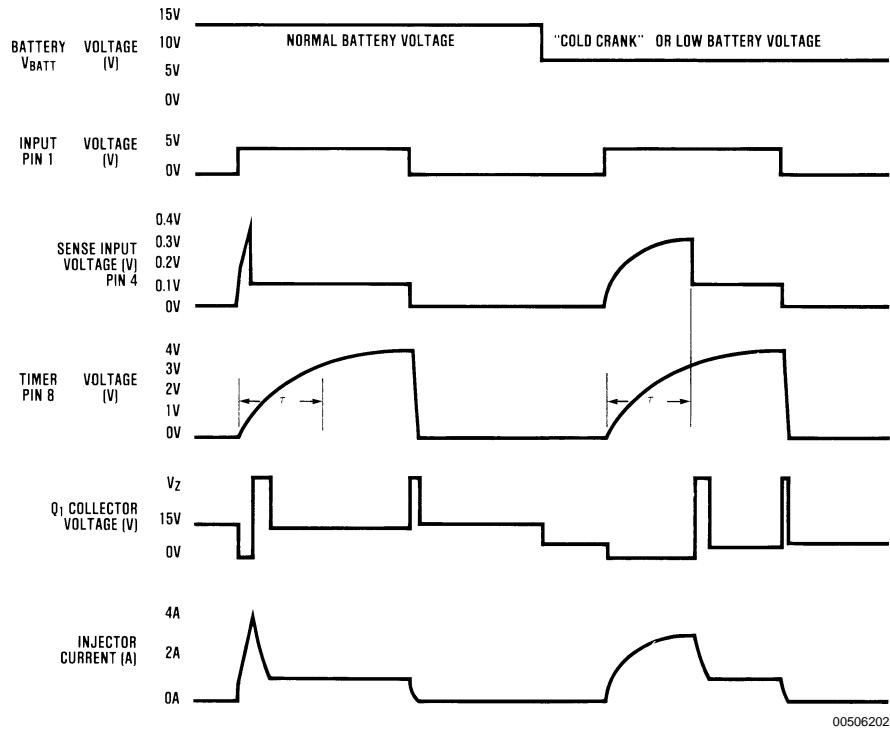 BATTERY VBATT VOLTAGE (V)
15V
10V
5V
0V
NORMAL BATTERY VOLTAGE
"COLD CRANK" OR LOW BATTERY VOLTAGE
INPUT PIN 1 VOLTAGE (V)
5V
0V
SENSE INPUT
VOLTAGE (V)
PIN 4
0.4V
0.3V
0.2V
0.1V
0V
TIMER PIN 8 VOLTAGE (V)
4V
3V
2V
1V
0V
τ
τ
Q1 COLLECTOR
VOLTAGE (V)
VZ
15V
0V
INJECTOR
CURRENT (A)
4A
2A
0A
00506202